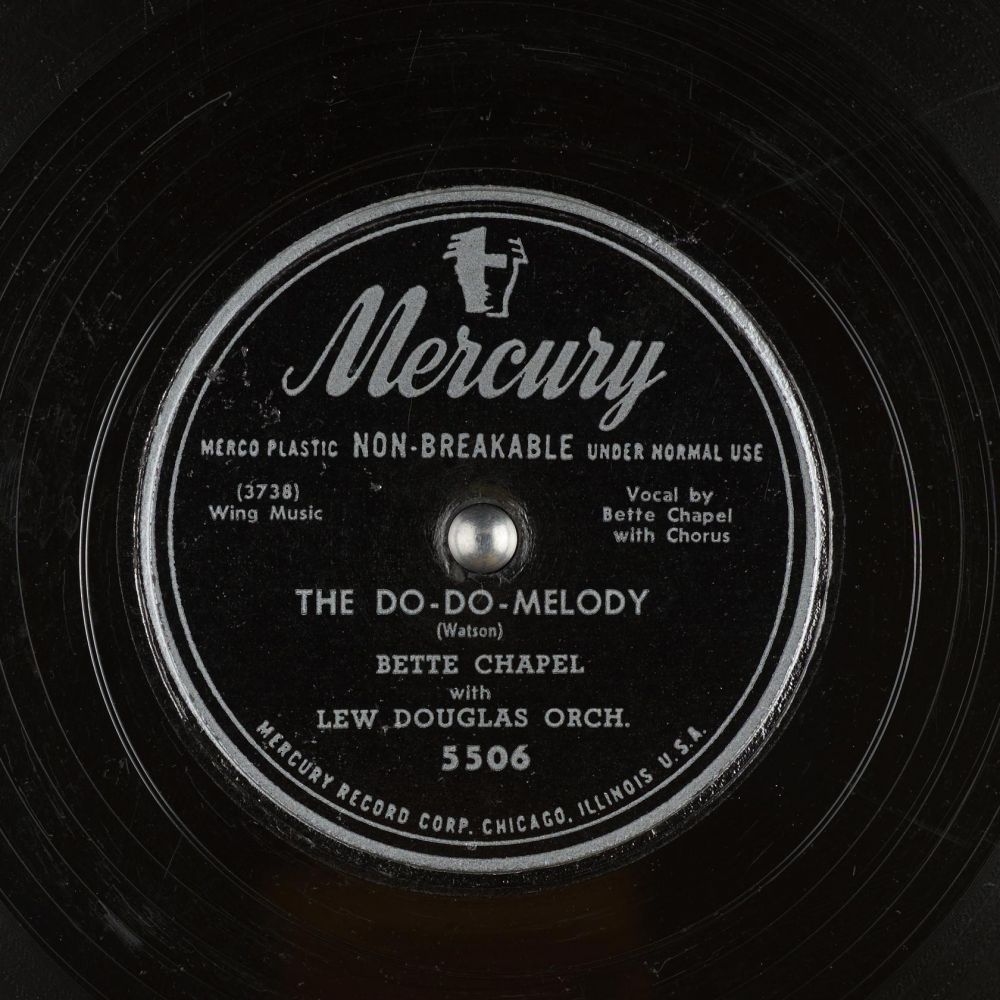 Mercury
MERCO PLASTIC NON-BREAKABLE UNDER NORMAL USE
(3738)
Wing Music
Vocal by
Bette Chapel
with Chorus
THE DO-DO-MELODY
(Watson)
BETTE CHAPEL
with
LEW DOUGLAS ORCH.
5506
MERCURY RECORD CORP. CHICAGO, ILLINOIS U.S.A.